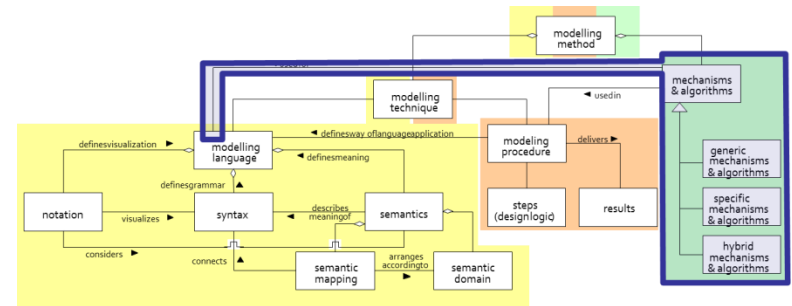 modelling
method
mechanisms
& algorithms
modelling
technique
◄ usedin
◄ definesway oflanguageapplication
modeling
procedure
delivers ►
definesvisualization
modelling
language
◄ definesmeaning
generic
mechanisms
& algorithms
definesgrammar ▲
notation
visualizes ►
syntax
describes
◄ meaningof
semantics
steps
(designlogic)
results
specific
mechanisms
& algorithms
considers ►
connects ▲
semantic
mapping
arranges
accordingto ►
semantic
domain
hybrid
mechanisms
& algorithms